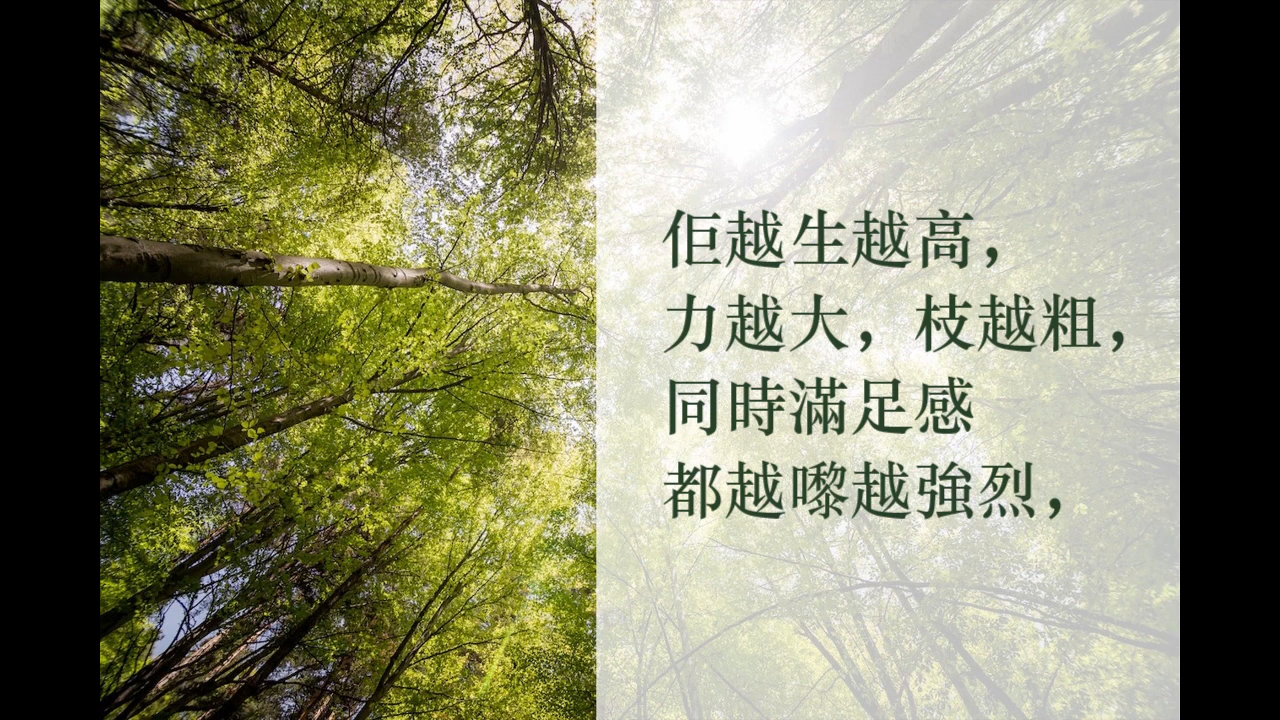 佢越生越高，
力越大，枝越粗，
同時滿足感
都越嚟越強烈，